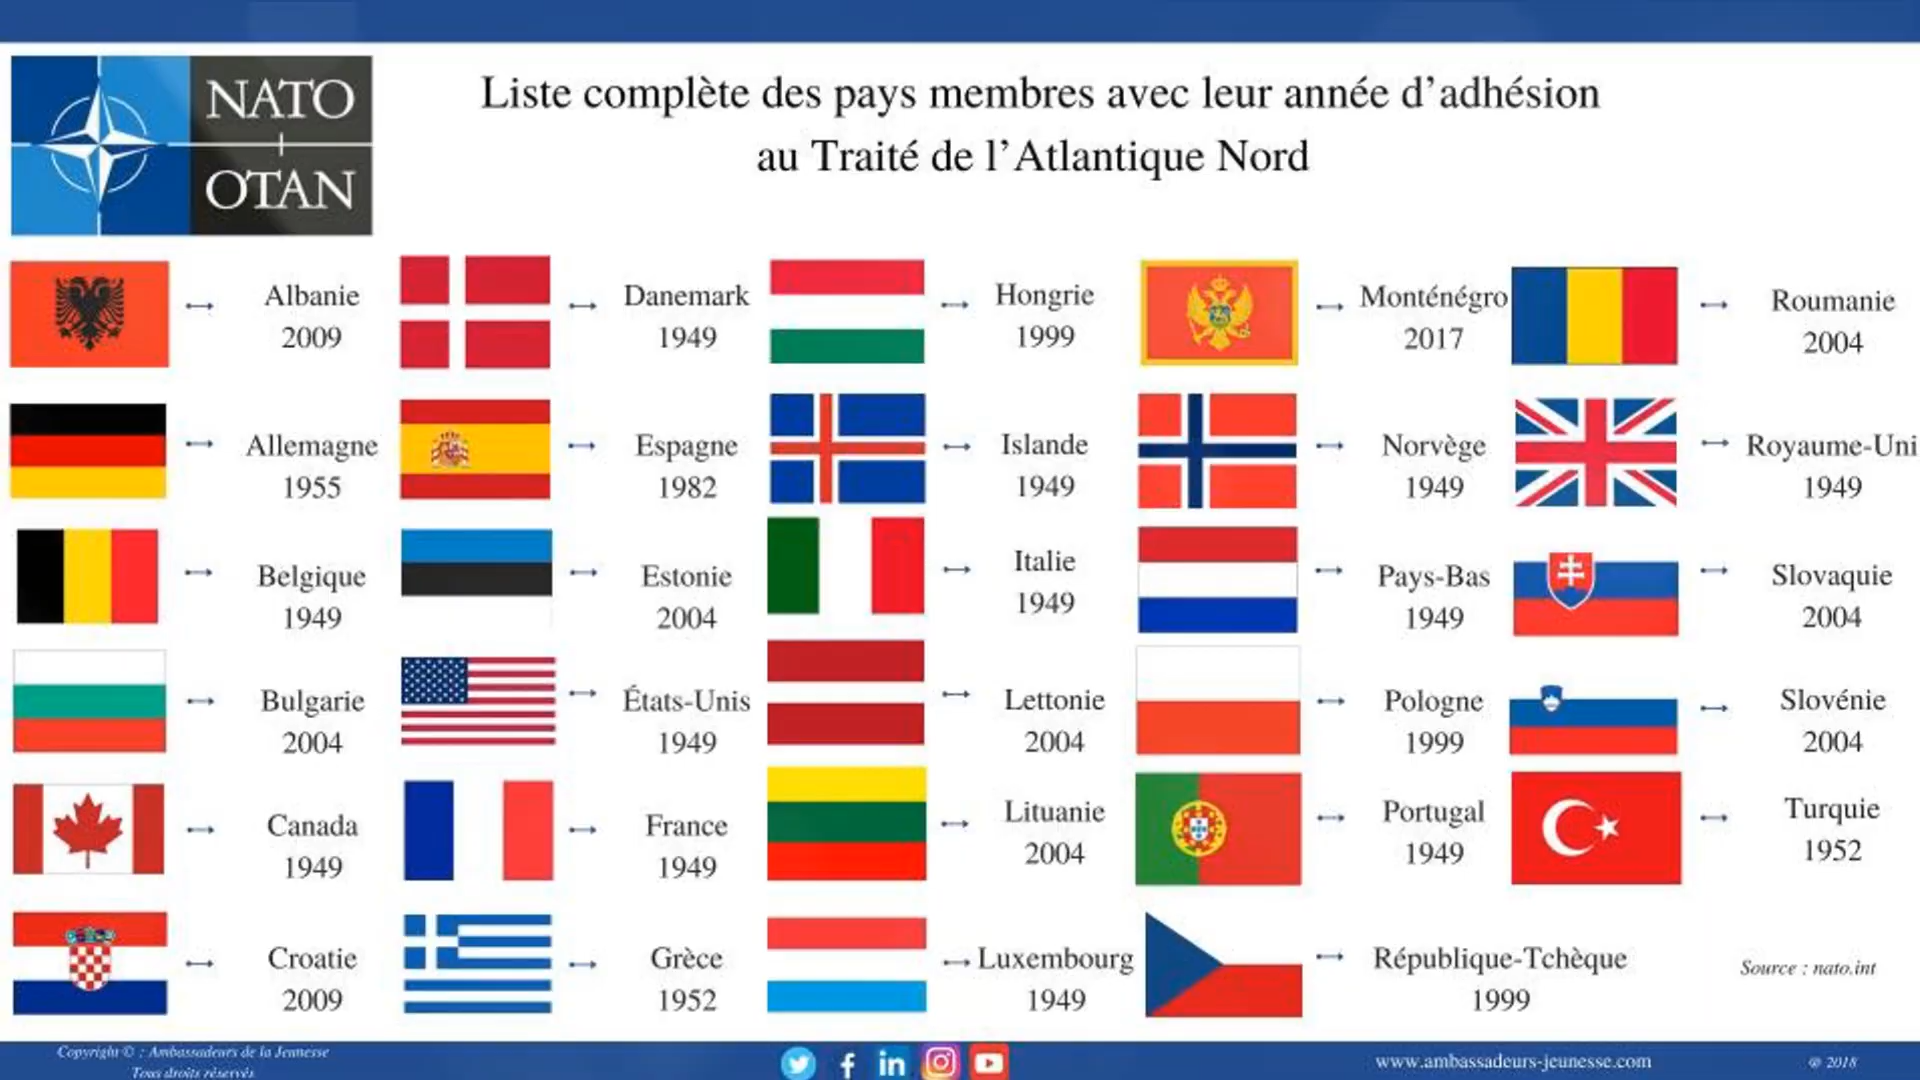 NATO
OTAN
Liste complète des pays membres avec leur année d’adhésion
au Traité de l’Atlantique Nord
Albanie
2009
Danemark
1949
Hongrie
1999
Monténégro
2017
Roumanie
2004
Allemagne
1955
Espagne
1982
Islande
1949
Norvège
1949
Royaume-Uni
1949
Belgique
1949
Estonie
2004
Italie
1949
Pays-Bas
1949
Slovaquie
2004
Bulgarie
2004
États-Unis
1949
Lettonie
2004
Pologne
1999
Slovénie
2004
Canada
1949
France
1949
Lituanie
2004
Portugal
1949
Turquie
1952
Croatie
2009
Grèce
1952
Luxembourg
1949
République-Tchèque
1999
Source : nato.int
Copyright © : Ambassadeurs de la Jeunesse
Tous droits réservés
www.ambassadeurs-jeunesse.com
@ 2018